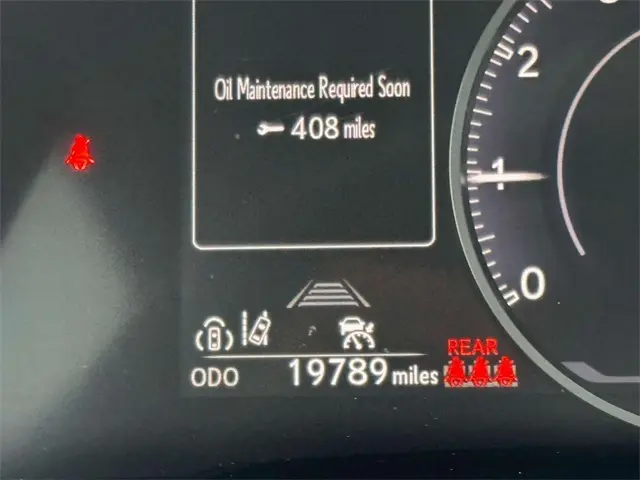 Oil Maintenance Required Soon
408 miles
2
1
0
REAR
ODO 19789 miles